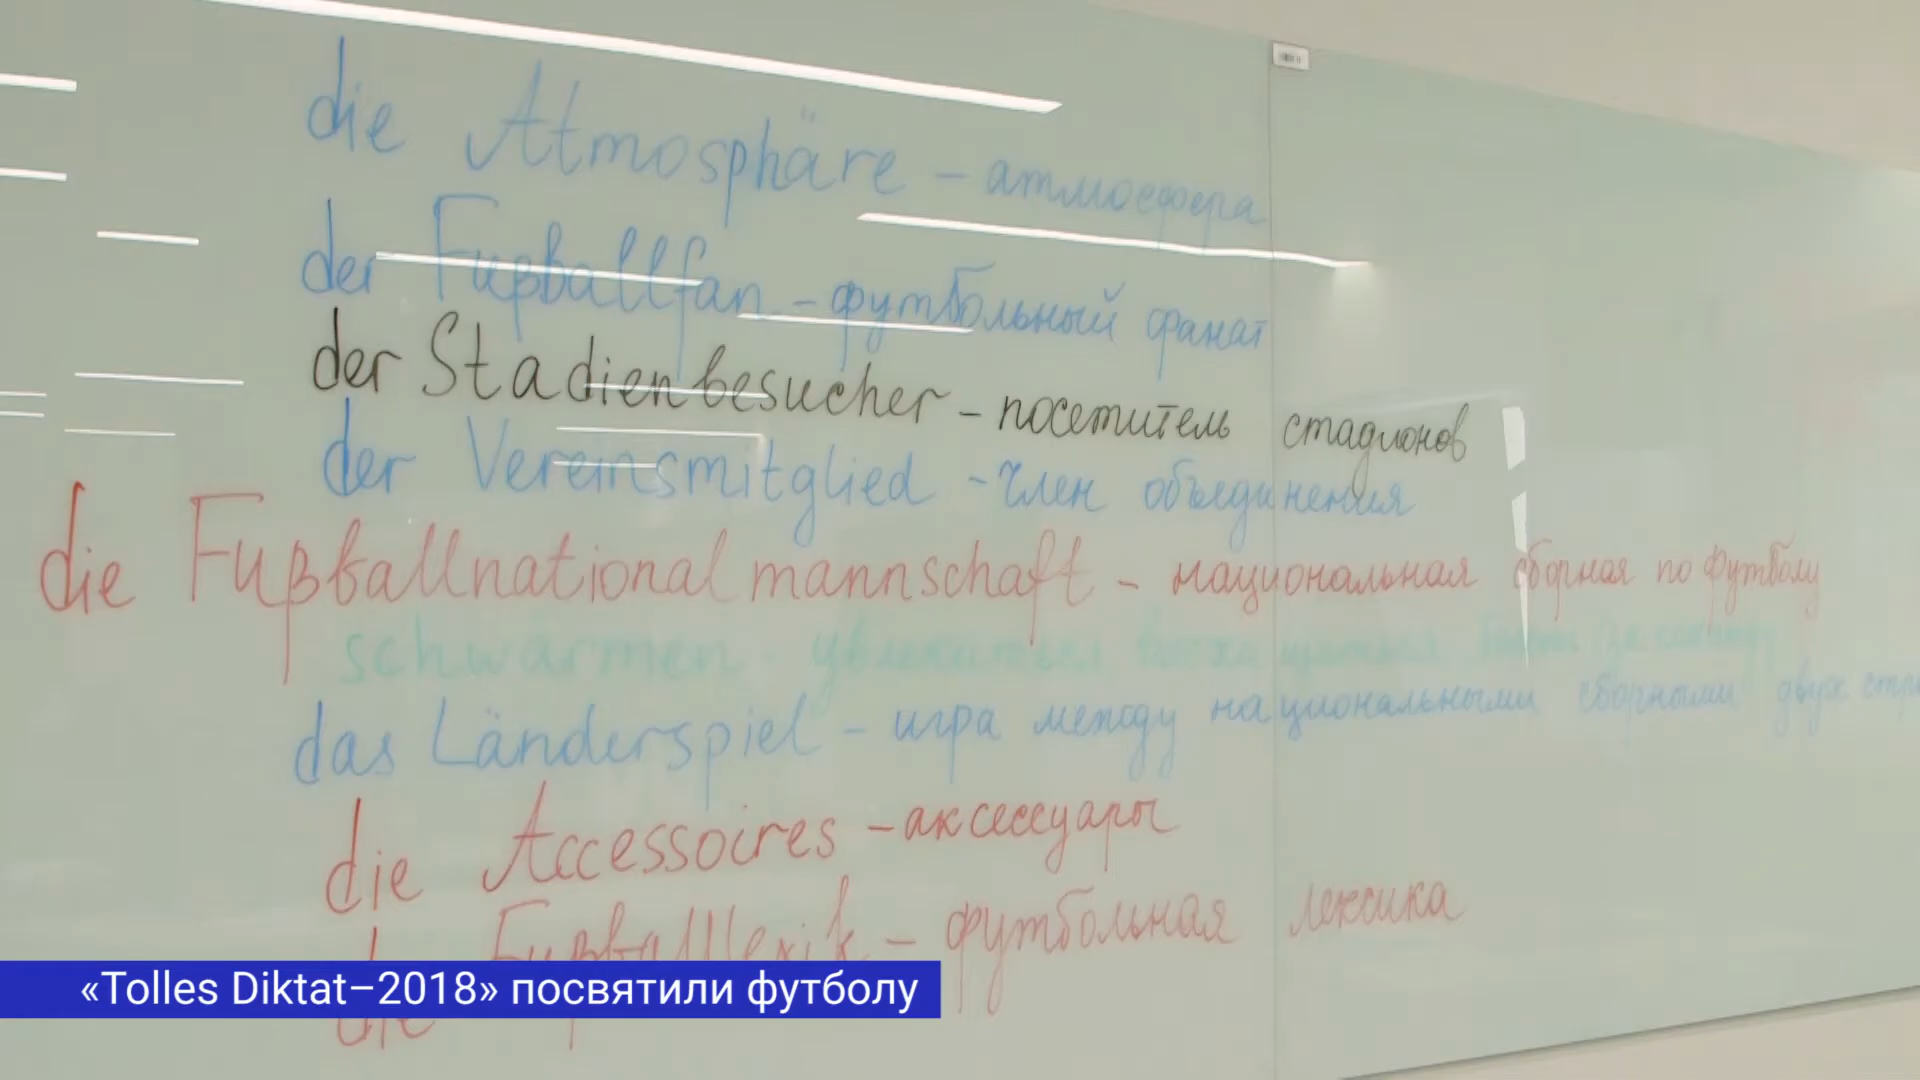 die Atmosphäre – атмосфера
der Fußballfan – футбольный фанат
der Stadienbesucher – посетитель стадионов
der Vereinsmitglied – член объединения
die Fußballnationalmannschaft – национальная сборная по футболу
schwärmen - увлекаться
das Länderspiel – игра между национальными сборными двух
die Accessoires – аксессуары
die Fußballlexik – футбольная лексика
«Tolles Diktat–2018» посвятили футболу